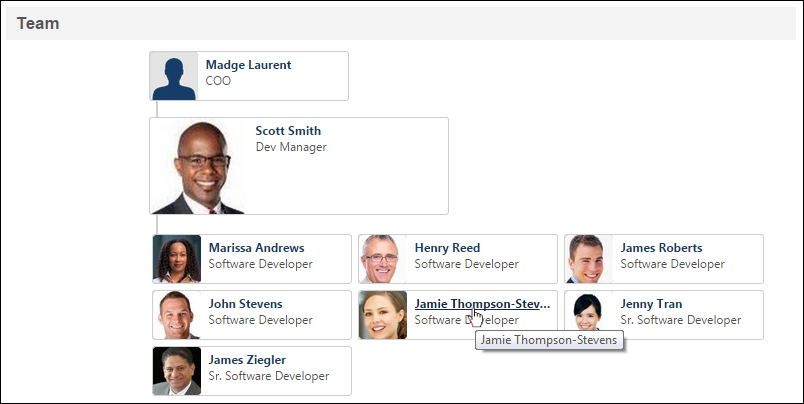 Team
Madge Laurent
COO
Scott Smith
Dev Manager
Marissa Andrews
Software Developer
Henry Reed
Software Developer
James Roberts
Software Developer
John Stevens
Software Developer
Jamie Thompson-Stev...
Software Developer
Jenny Tran
Sr. Software Developer
Jamie Thompson-Stevens
James Ziegler
Sr. Software Developer